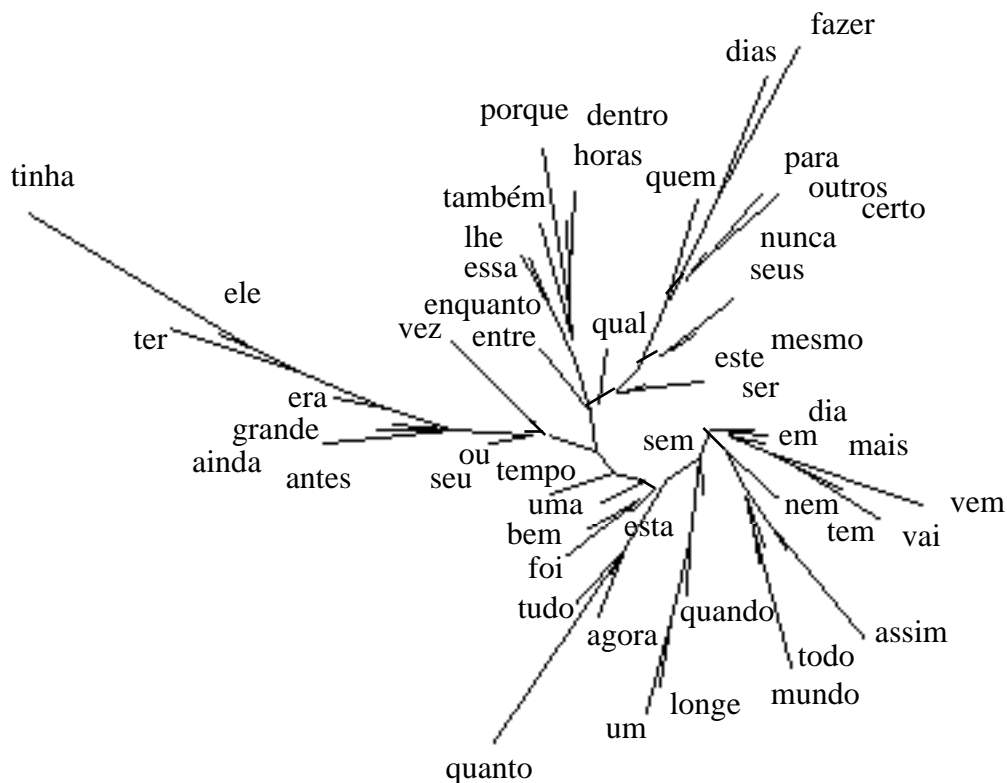 fazer
dias
porque
dentro
horas
quem
para
tinha
também
outros
certo
lhe
nunca
essa
seus
ele
enquanto
vez
entre
qual
ter
este
mesmo
ser
era
dia
grande
sem
em
mais
ainda
antes
ou
seu
tempo
uma
nem
vem
bem
esta
tem
vai
foi
tudo
quando
agora
assim
todo
longe
mundo
um
quanto